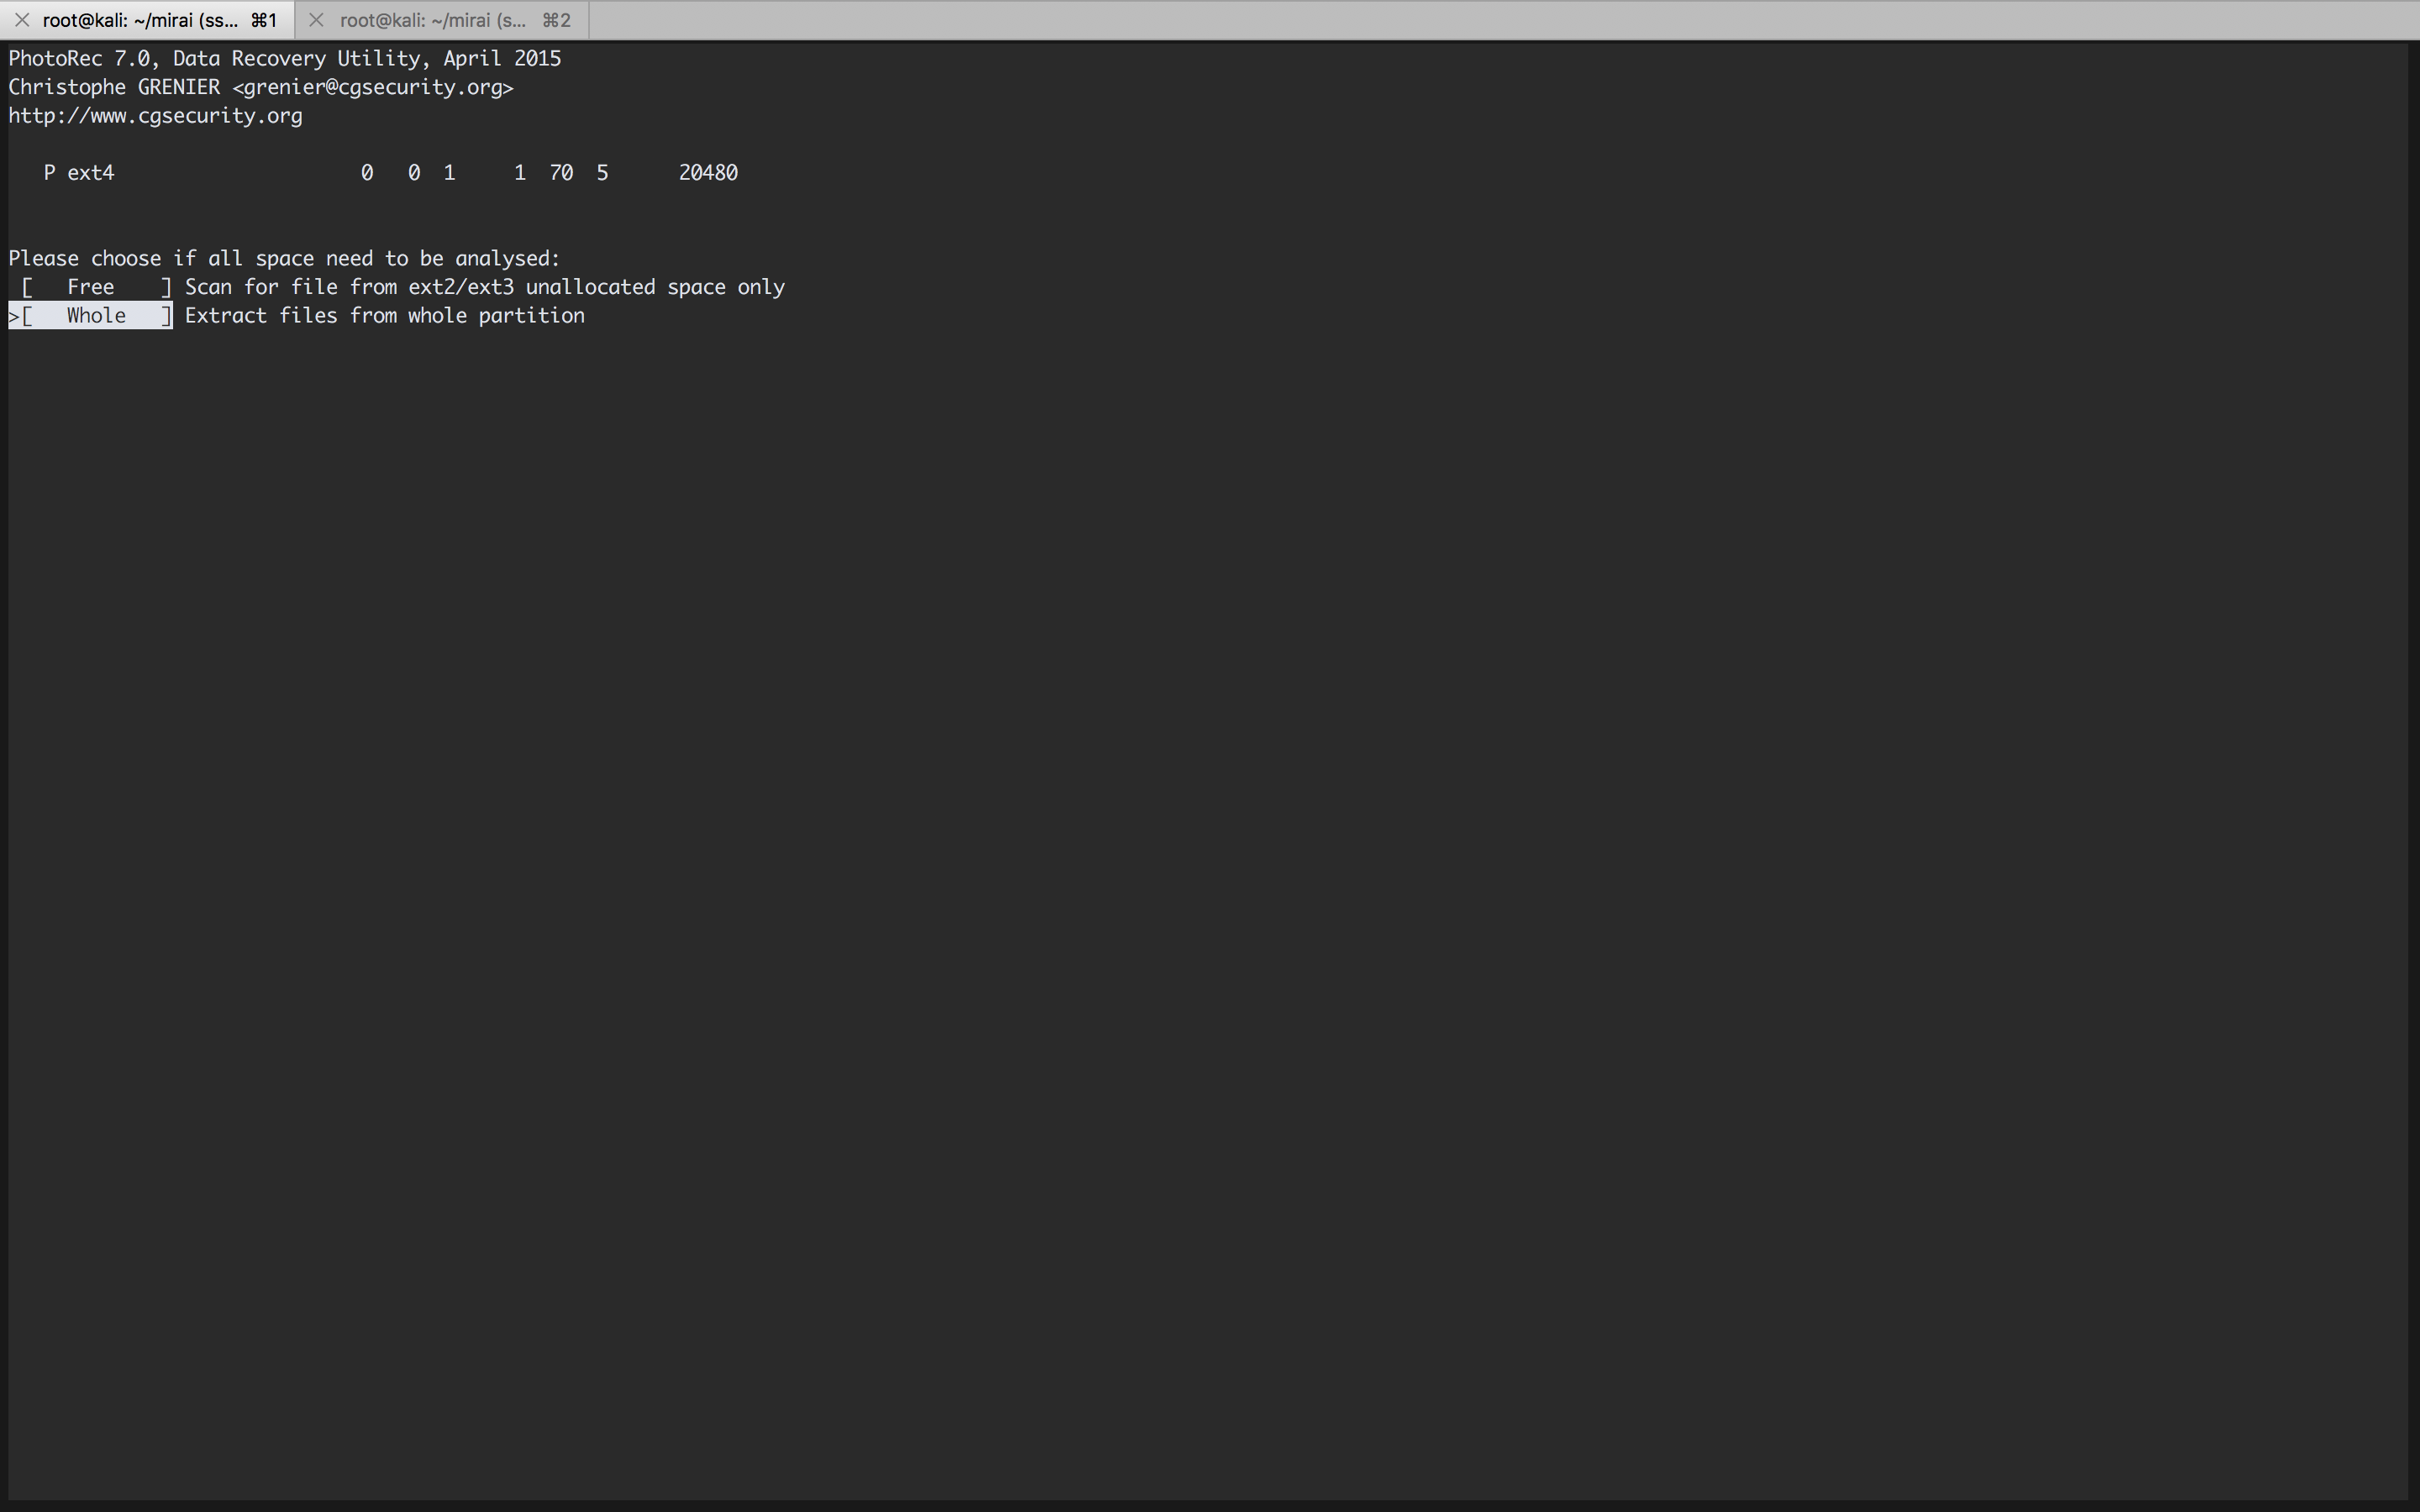 root@kali: ~/mirai (ss... ⌘1 root@kali: ~/mirai (s... ⌘2
PhotoRec 7.0, Data Recovery Utility, April 2015
Christophe GRENIER <grenier@cgsecurity.org>
http://www.cgsecurity.org
P ext4 0 0 1 1 70 5 20480
Please choose if all space need to be analysed:
[ Free ] Scan for file from ext2/ext3 unallocated space only
>[ Whole ] Extract files from whole partition